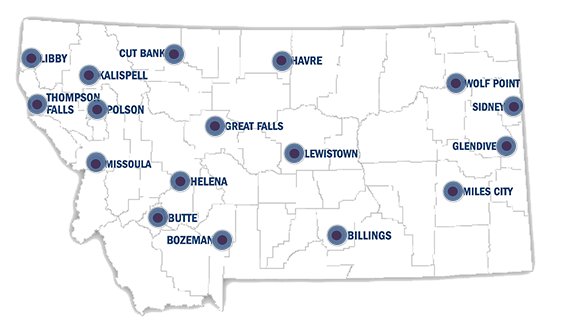 CUT BANK
LIBBY
HAVRE
KALISPELL
WOLF POINT
THOMPSON
FALLS
POLSON
SIDNEY
GREAT FALLS
GLENDIVE
LEWISTOWN
MISSOULA
HELENA
MILES CITY
BUTTE
BOZEMAN
BILLINGS